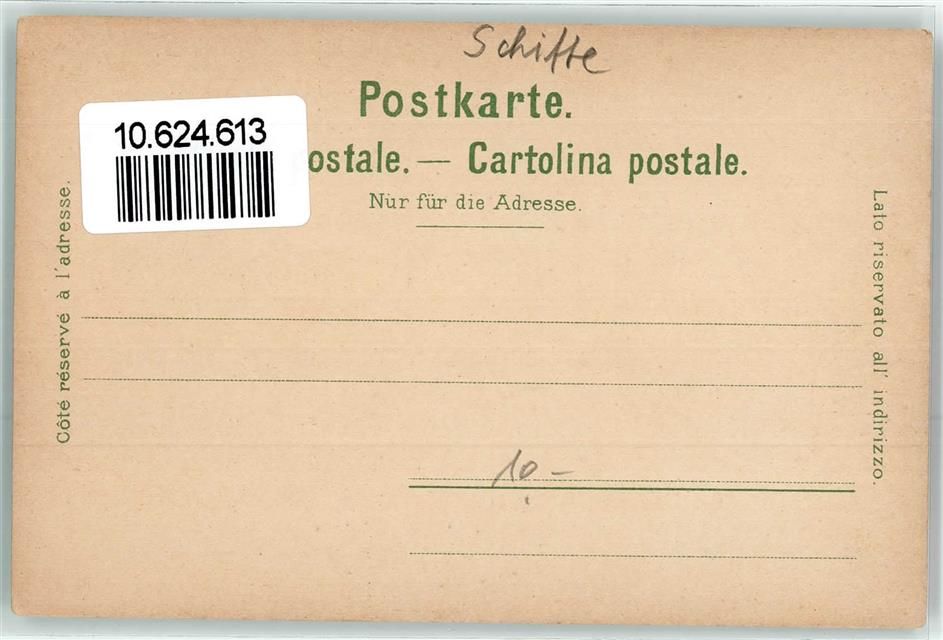 Schiffe
Postkarte.
10.624.613
ostale. — Cartolina postale.
Nur für die Adresse.
Côté réservé à l'adresse.
Lato riservato all' indirizzo.
10.-